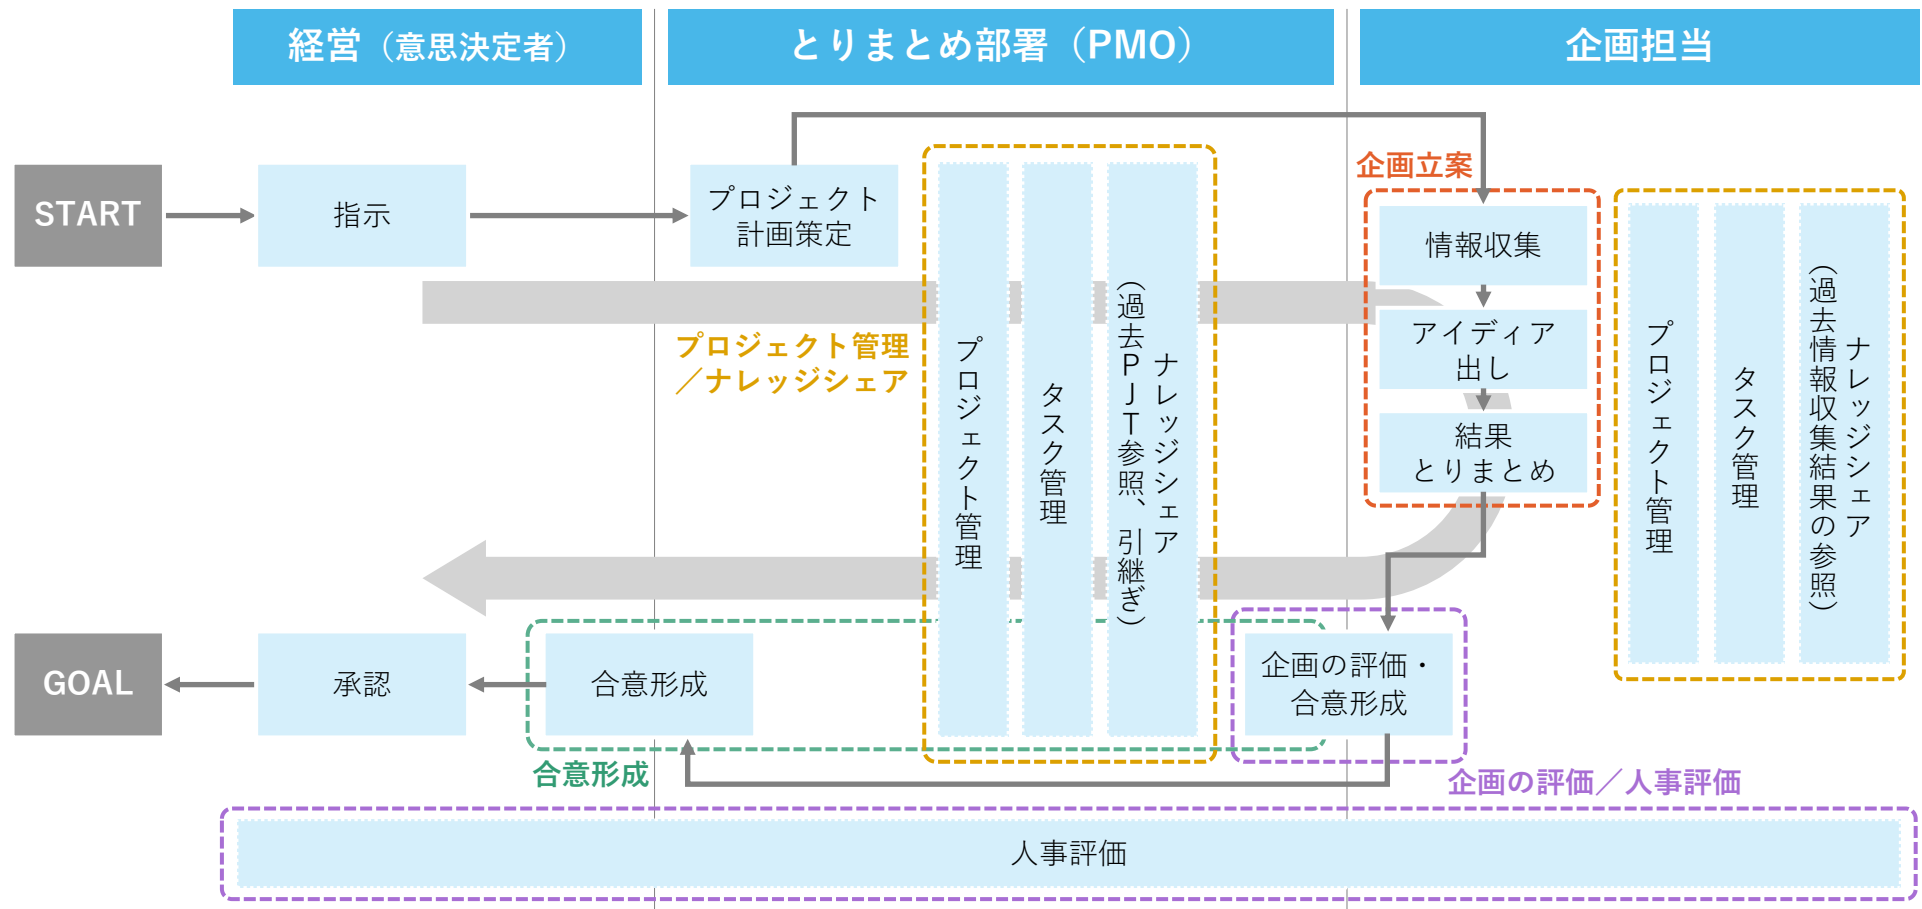 経営（意思決定者）
とりまとめ部署（PMO）
企画担当
START
指示
プロジェクト
計画策定
企画立案
情報収集
アイディア
出し
結果
とりまとめ
プロジェクト管理
／ナレッジシェア
プロジェクト管理
タスク管理
ナレッジシェア
（過去ＰＪＴ参照、引継ぎ）
プロジェクト管理
タスク管理
ナレッジシェア
（過去情報収集結果の参照）
GOAL
承認
合意形成
企画の評価・
合意形成
合意形成
企画の評価／人事評価
人事評価